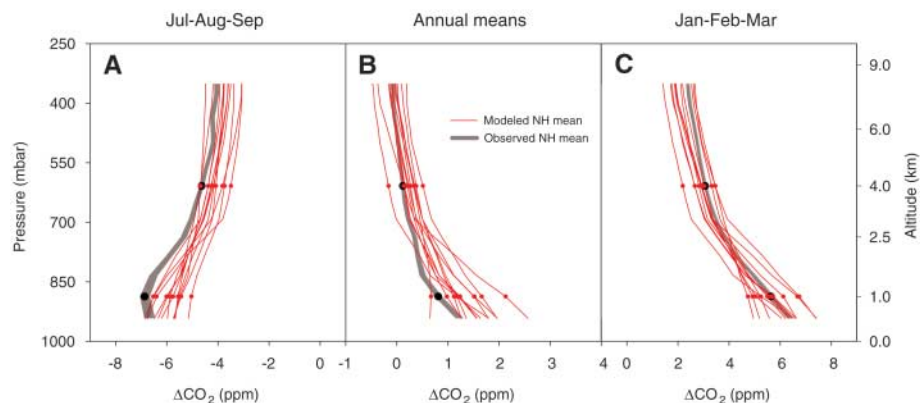 Jul-Aug-Sep Annual means Jan-Feb-Mar
A B C
Pressure (mbar)
250
400
550
700
850
1000
Modeled NH mean
Observed NH mean
Altitude (km)
9.0
6.0
4.0
2.5
1.0
0.0
-8 -6 -4 -2 0 -1 0 1 2 3 4 0 2 4 6 8
ΔCO2 (ppm) ΔCO2 (ppm) ΔCO2 (ppm)